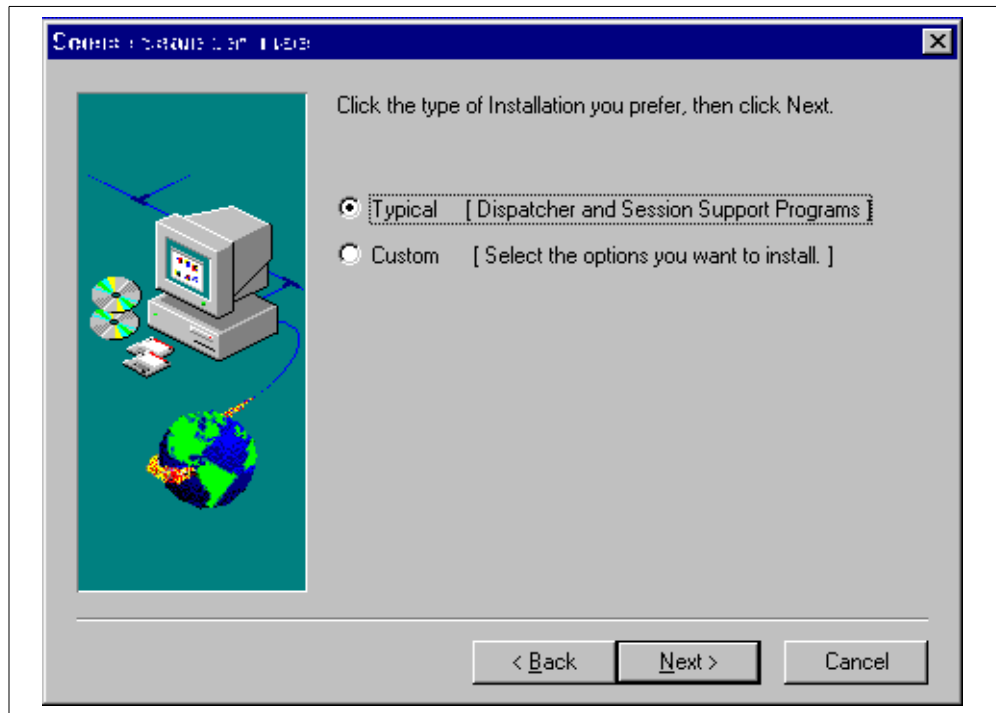 Click the type of Installation you prefer, then click Next.
Typical [ Dispatcher and Session Support Programs ]
Custom [ Select the options you want to install. ]
< Back
Next >
Cancel